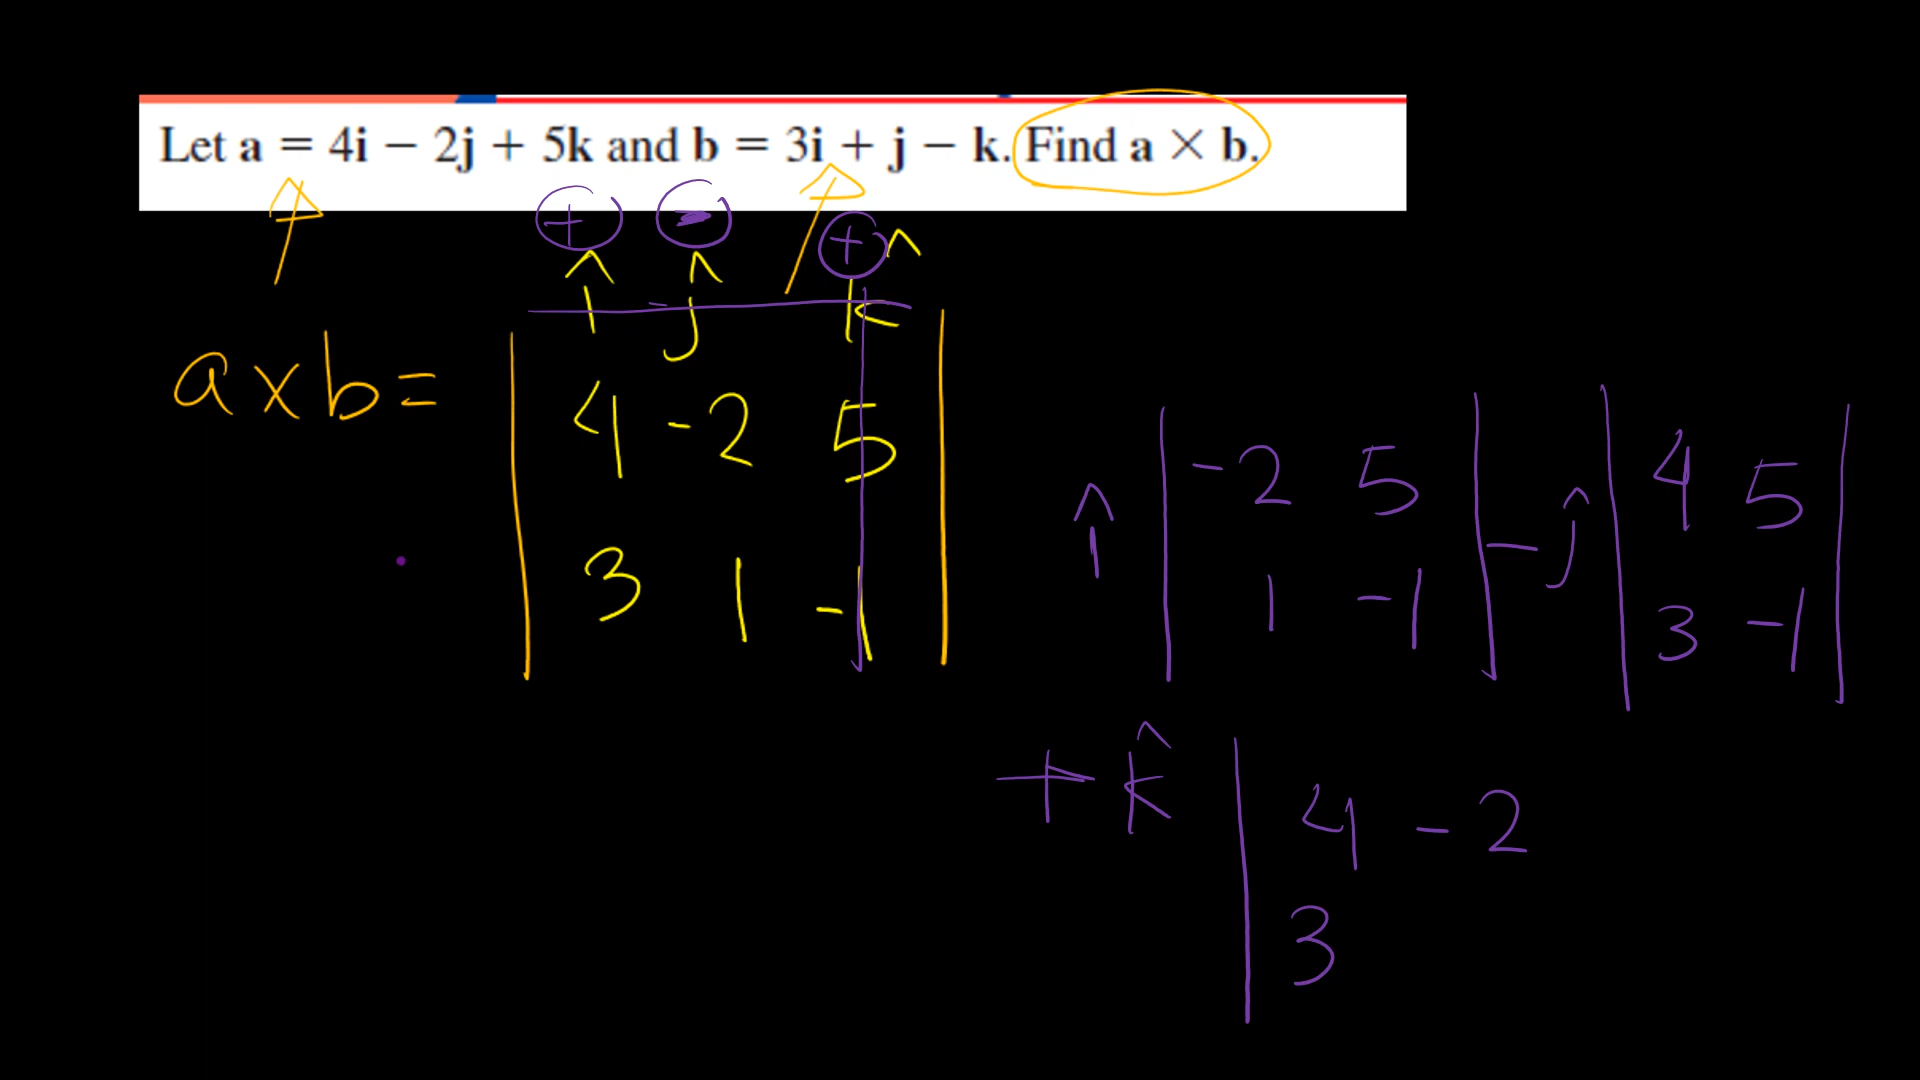 Let a = 4i − 2j + 5k and b = 3i + j − k. Find a × b.
+ − +
î ĵ k̂
a x b = | 4 -2 5 |
3 1 -1
î | -2 5 | - ĵ | 4 5 |
1 -1 3 -1
+ k̂ | 4 -2
3